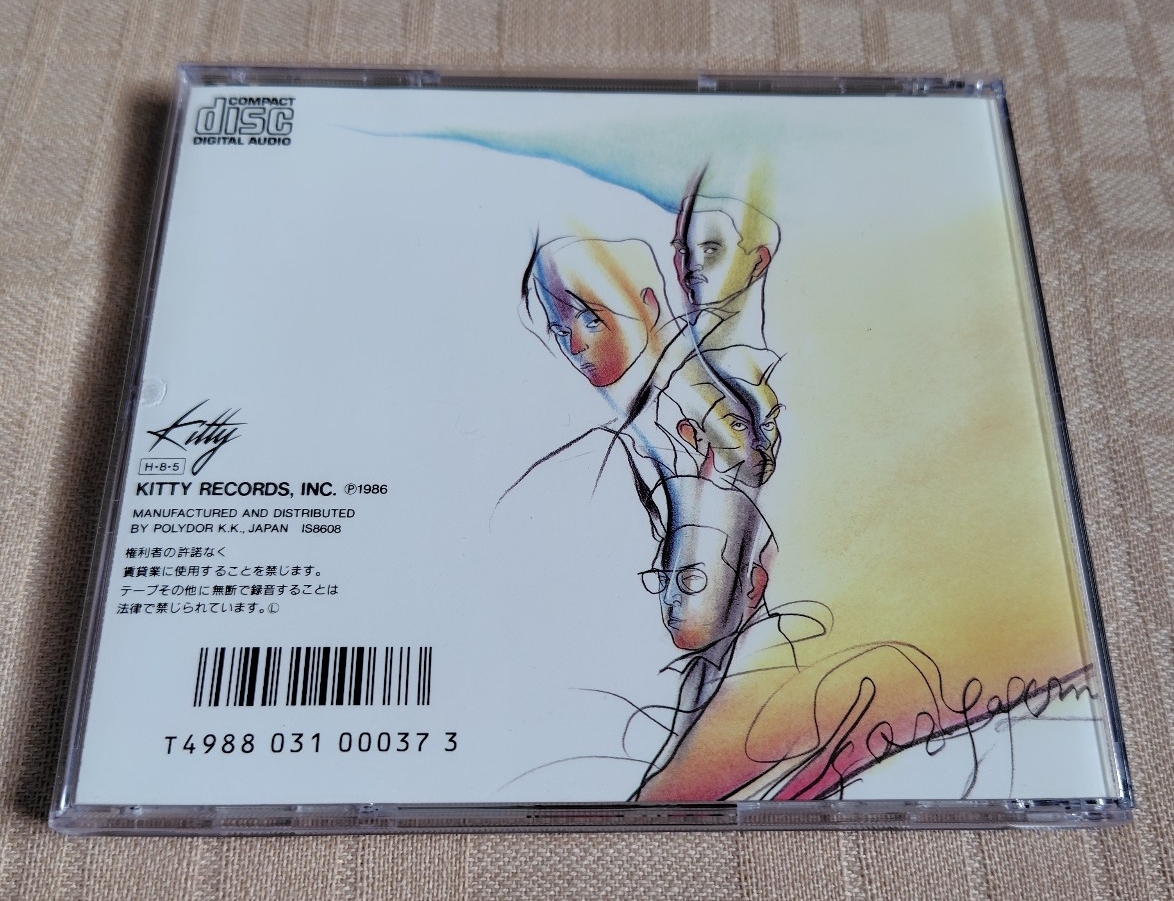 COMPACT
disc
DIGITAL AUDIO
Kitty
H-8-5
KITTY RECORDS, INC. ℗1986
MANUFACTURED AND DISTRIBUTED
BY POLYDOR K.K., JAPAN IS8608
権利者の許諾なく
賃貸業に使用することを禁じます。
テープその他に無断で録音することは
法律で禁じられています。Ⓛ
T4988 031 00037 3